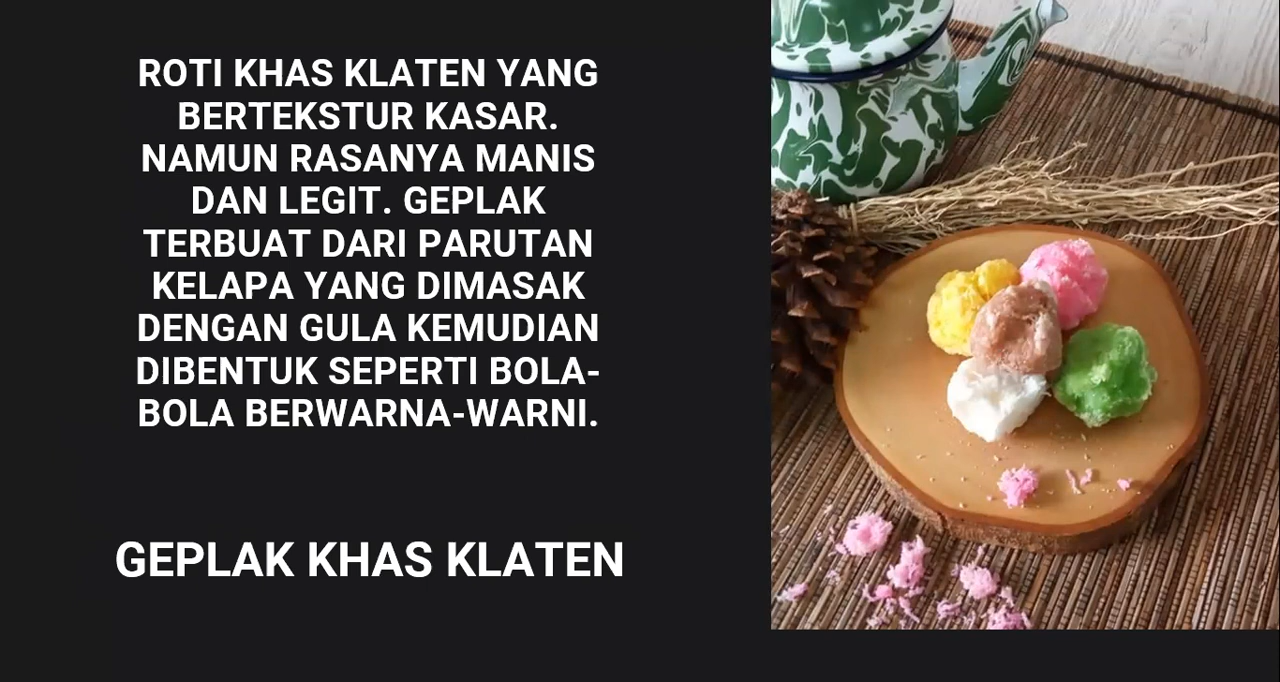 ROTI KHAS KLATEN YANG
BERTEKSTUR KASAR.
NAMUN RASANYA MANIS
DAN LEGIT. GEPLAK
TERBUAT DARI PARUTAN
KELAPA YANG DIMASAK
DENGAN GULA KEMUDIAN
DIBENTUK SEPERTI BOLA-
BOLA BERWARNA-WARNI.
GEPLAK KHAS KLATEN